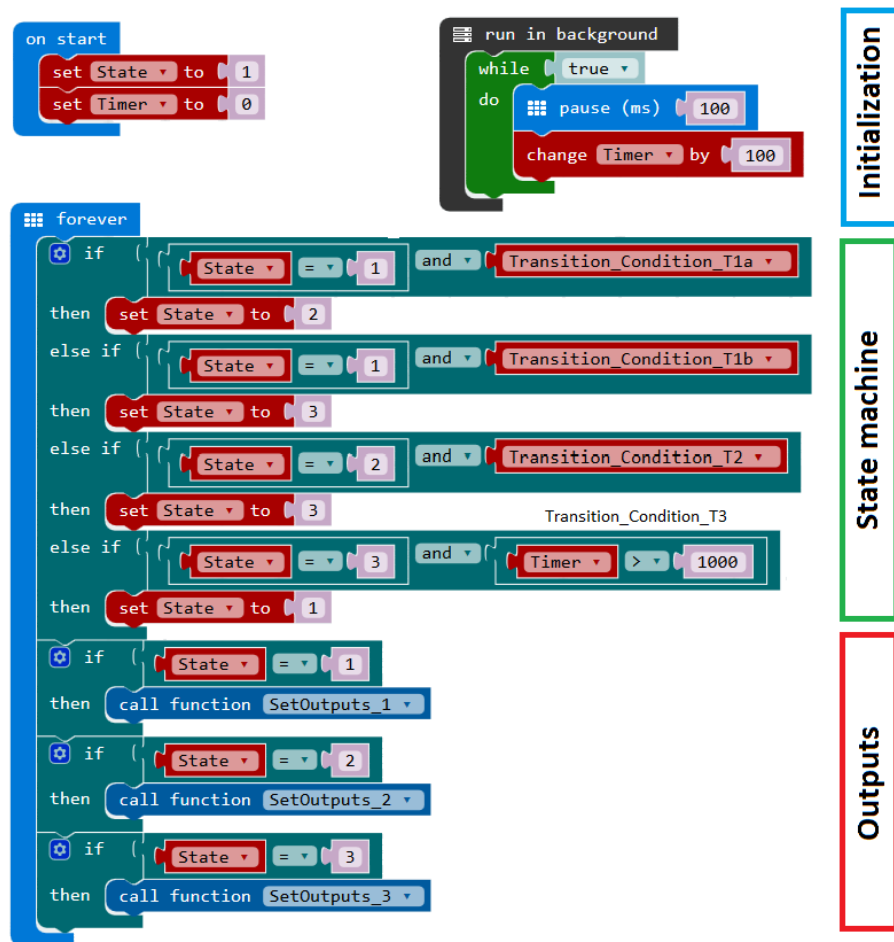 on start
set State to 1
set Timer to 0
run in background
while true
do pause (ms) 100
change Timer by 100
Initialization
forever
if State = 1 and Transition_Condition_T1a
then set State to 2
else if State = 1 and Transition_Condition_T1b
then set State to 3
else if State = 2 and Transition_Condition_T2
then set State to 3
Transition_Condition_T3
else if State = 3 and Timer > 1000
then set State to 1
State machine
if State = 1
then call function SetOutputs_1
if State = 2
then call function SetOutputs_2
if State = 3
then call function SetOutputs_3
Outputs